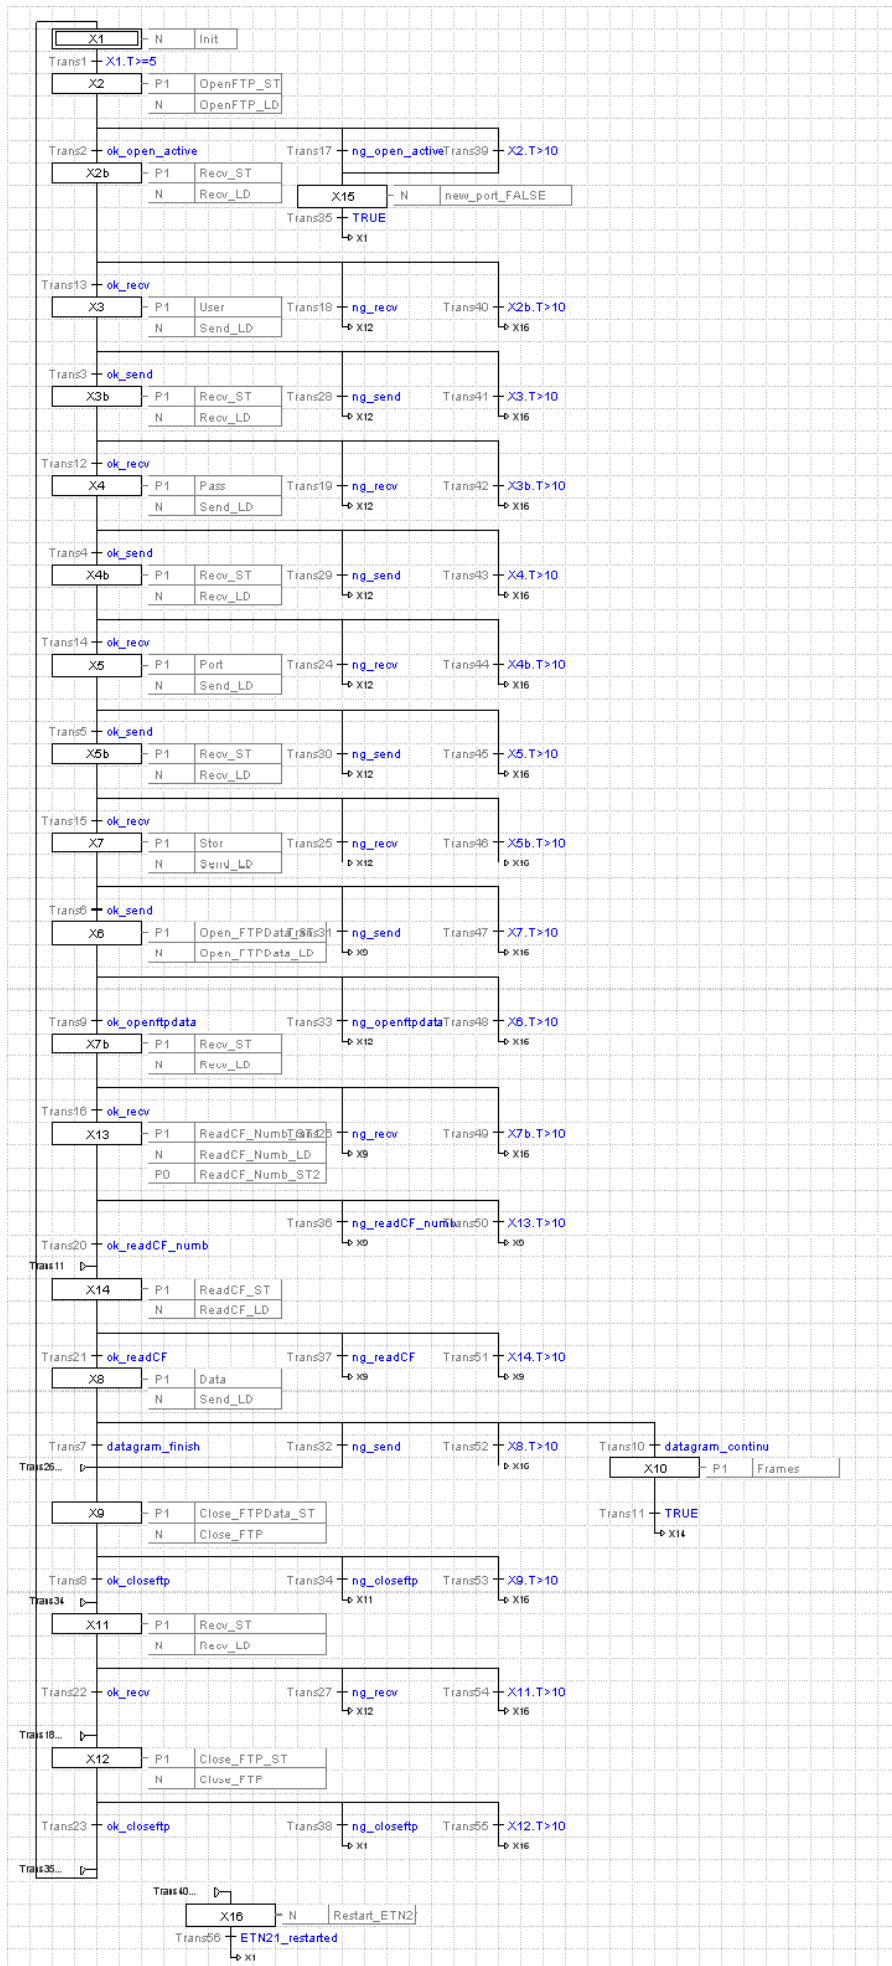 X1 N Init
Trans1 X1.T>=5
X2 P1 OpenFTP_ST
N OpenFTP_LD
Trans2 ok_open_active Trans17 ng_open_active Trans39 X2.T>10
X2b P1 Recv_ST
N Recv_LD X15 N new_port_FALSE
Trans35 TRUE
X1
Trans13 ok_recv
X3 P1 User Trans18 ng_recv Trans40 X2b.T>10
N Send_LD X12 X16
Trans3 ok_send
X3b P1 Recv_ST Trans28 ng_send Trans41 X3.T>10
N Recv_LD X12 X16
Trans12 ok_recv
X4 P1 Pass Trans19 ng_recv Trans42 X3b.T>10
N Send_LD X12 X16
Trans4 ok_send
X4b P1 Recv_ST Trans29 ng_send Trans43 X4.T>10
N Recv_LD X12 X16
Trans14 ok_recv
X5 P1 Port Trans24 ng_recv Trans44 X4b.T>10
N Send_LD X12 X16
Trans5 ok_send
X5b P1 Recv_ST Trans30 ng_send Trans45 X5.T>10
N Recv_LD X12 X16
Trans15 ok_recv
X7 P1 Stor Trans25 ng_recv Trans46 X5b.T>10
N Send_LD X12 X16
Trans6 ok_send
X6 P1 Open_FTPData_ST Trans31 ng_send Trans47 X7.T>10
N Open_FTPData_LD X9 X16
Trans9 ok_openftpdata Trans33 ng_openftpdata Trans48 X6.T>10
X7b P1 Recv_ST X12 X16
N Recv_LD
Trans16 ok_recv
X13 P1 ReadCF_Numb_ST1 ng_recv Trans49 X7b.T>10
N ReadCF_Numb_LD X9 X16
P0 ReadCF_Numb_ST2
Trans36 ng_readCF_numb Trans50 X13.T>10
Trans20 ok_readCF_numb X9 X9
Trans11
X14 P1 ReadCF_ST
N ReadCF_LD
Trans21 ok_readCF Trans37 ng_readCF Trans51 X14.T>10
X8 P1 Data X9 X9
N Send_LD
Trans7 datagram_finish Trans32 ng_send Trans52 X8.T>10 Trans10 datagram_continu
Trans26... X16 X10 P1 Frames
X9 P1 Close_FTPData_ST Trans11 TRUE
N Close_FTP X14
Trans8 ok_closeftp Trans34 ng_closeftp Trans53 X9.T>10
Trans34 X11 X16
X11 P1 Recv_ST
N Recv_LD
Trans22 ok_recv Trans27 ng_recv Trans54 X11.T>10
X12 X16
Trans18...
X12 P1 Close_FTP_ST
N Close_FTP
Trans23 ok_closeftp Trans38 ng_closeftp Trans55 X12.T>10
X1 X16
Trans35...
Trans40...
X16 N Restart_ETN2
Trans56 ETN21_restarted
X1